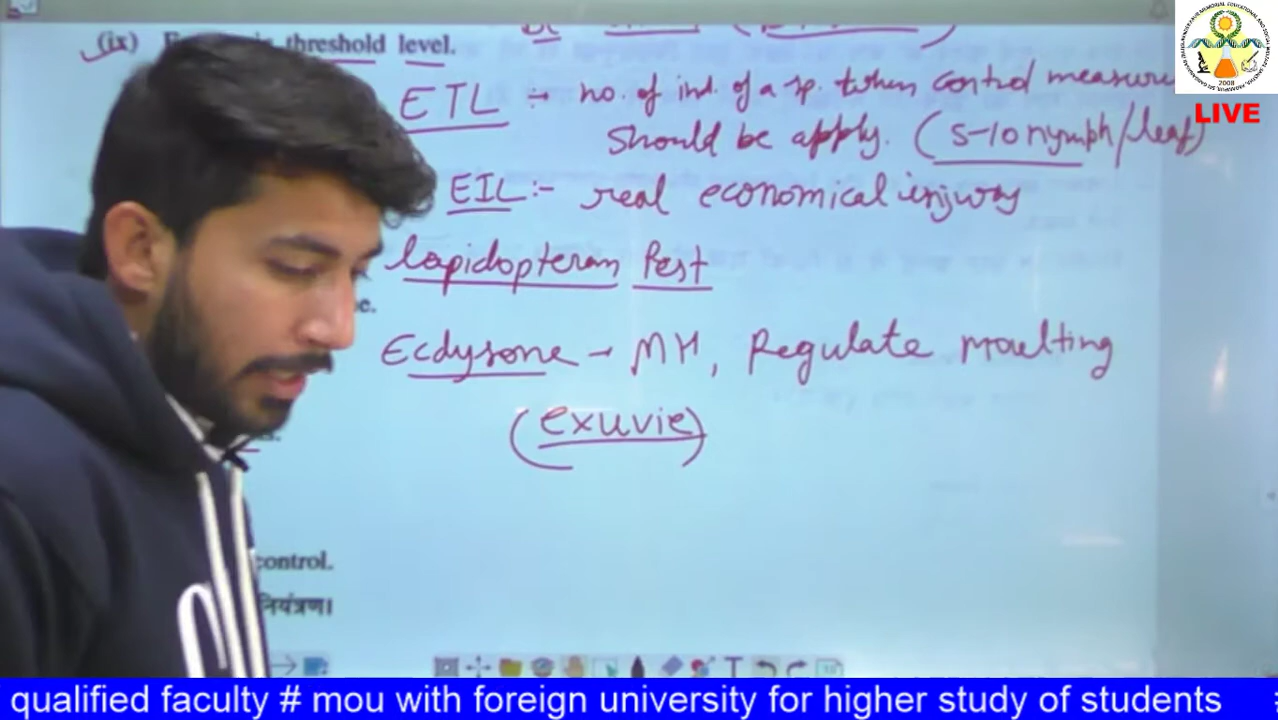 (ix) threshold level.
ETL :→ no. of ind. of a sp. when control measure
should be apply. (5-10 nymph/leaf)
EIL :- real economical injury
lapidopteran Pest
Ecdysone → MH, Regulate moulting
(exuvie)
control.
नियंत्रण।
2008
LIVE
qualified faculty # mou with foreign university for higher study of students